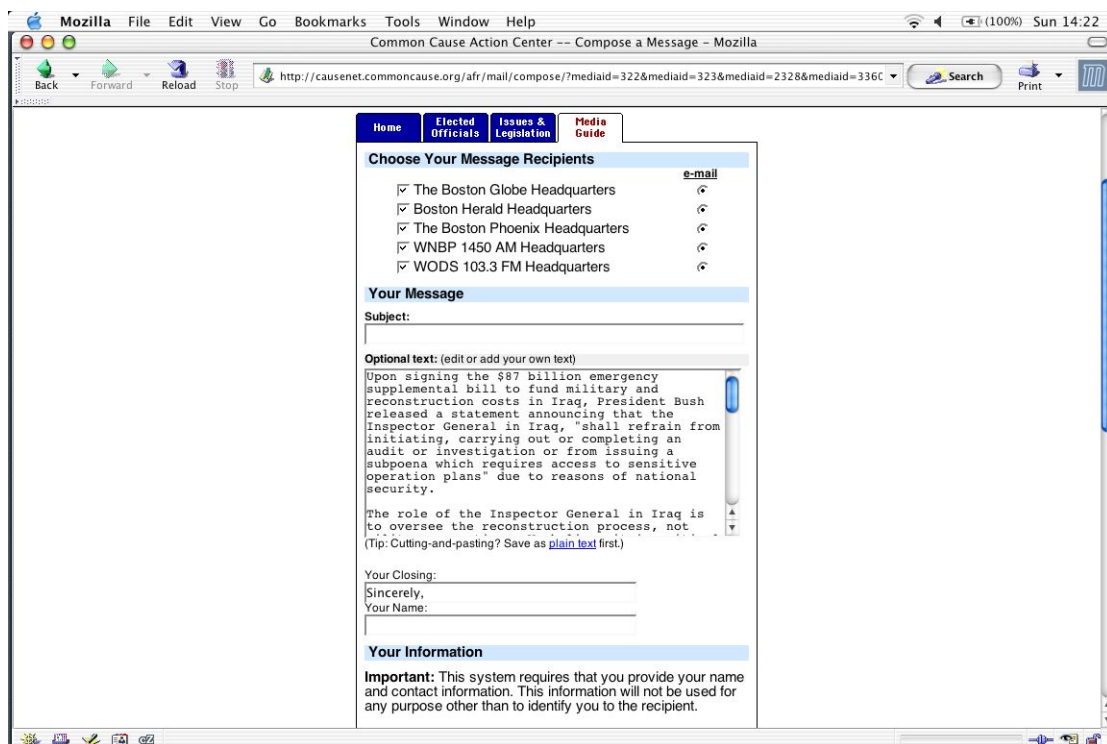 Mozilla File Edit View Go Bookmarks Tools Window Help (100%) Sun 14:22
Common Cause Action Center -- Compose a Message – Mozilla
Back Forward Reload Stop http://causenet.commoncause.org/afr/mail/compose/?mediaid=322&mediaid=323&mediaid=2328&mediaid=336 Search Print
Home Elected Officials Issues & Legislation Media Guide
Choose Your Message Recipients
e-mail
The Boston Globe Headquarters
Boston Herald Headquarters
The Boston Phoenix Headquarters
WNBP 1450 AM Headquarters
WODS 103.3 FM Headquarters
Your Message
Subject:
Optional text: (edit or add your own text)
Upon signing the $87 billion emergency
supplemental bill to fund military and
reconstruction costs in Iraq, President Bush
released a statement announcing that the
Inspector General in Iraq, "shall refrain from
initiating, carrying out or completing an
audit or investigation or from issuing a
subpoena which requires access to sensitive
operation plans" due to reasons of national
security.
The role of the Inspector General in Iraq is
to oversee the reconstruction process, not
(Tip: Cutting-and-pasting? Save as plain text first.)
Your Closing:
Sincerely,
Your Name:
Your Information
Important: This system requires that you provide your name
and contact information. This information will not be used for
any purpose other than to identify you to the recipient.